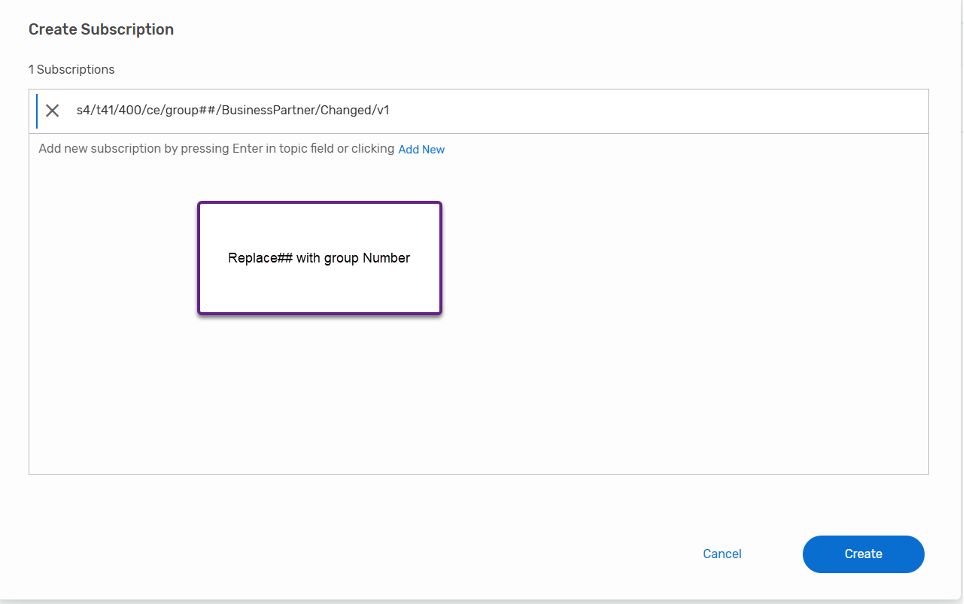 Create Subscription
1 Subscriptions
s4/t41/400/ce/group##/BusinessPartner/Changed/v1
Add new subscription by pressing Enter in topic field or clicking Add New
Replace## with group Number
Cancel
Create